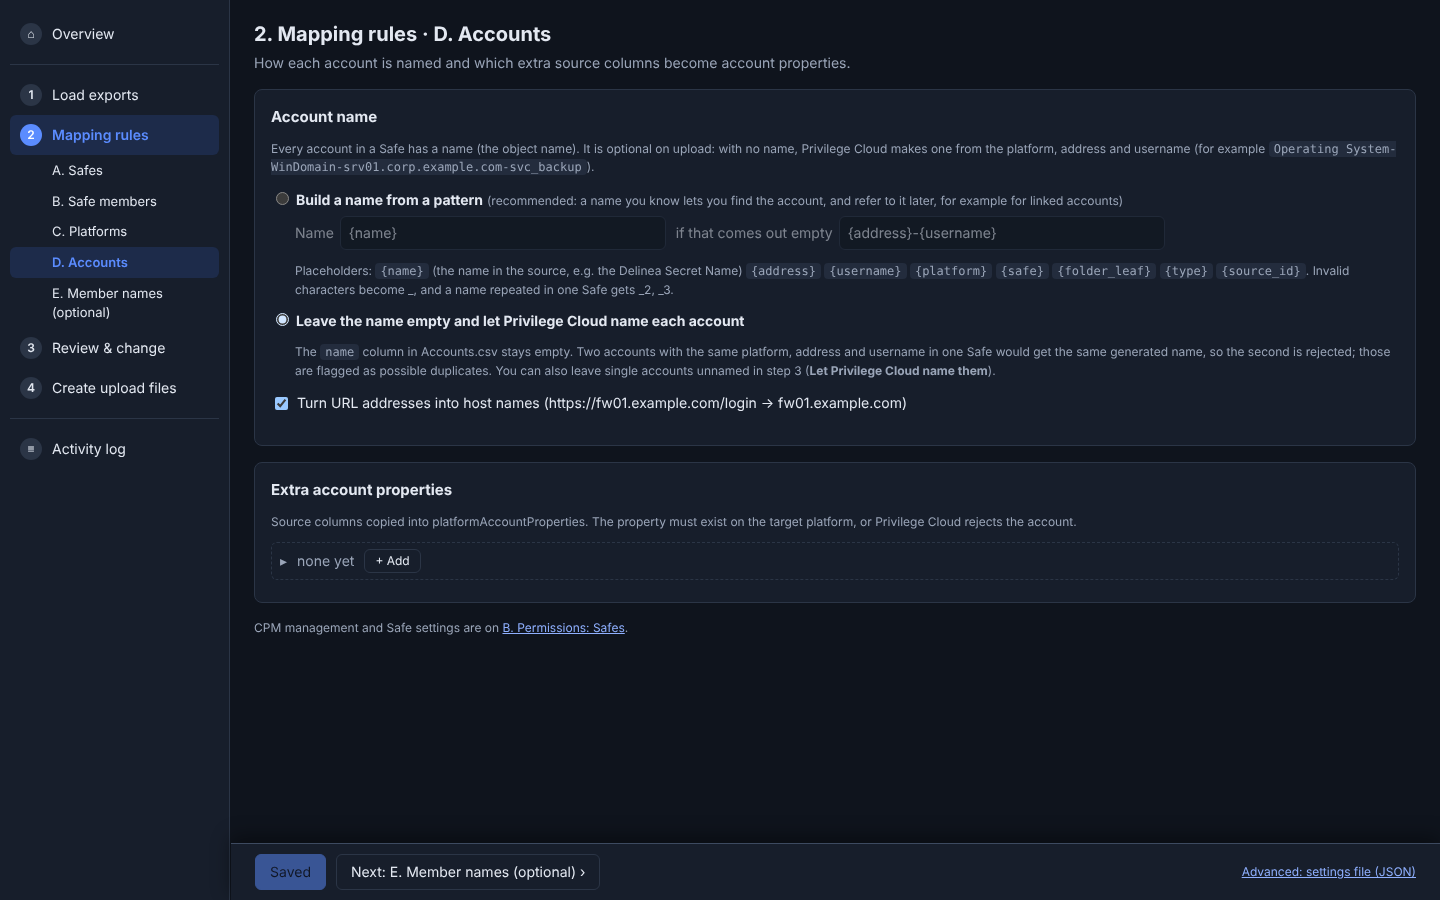 Overview
1 Load exports
2 Mapping rules
A. Safes
B. Safe members
C. Platforms
D. Accounts
E. Member names
(optional)
3 Review & change
4 Create upload files
Activity log
2. Mapping rules · D. Accounts
How each account is named and which extra source columns become account properties.
Account name
Every account in a Safe has a name (the object name). It is optional on upload: with no name, Privilege Cloud makes one from the platform, address and username (for example Operating System-
WinDomain-srv01.corp.example.com-svc_backup).
Build a name from a pattern (recommended: a name you know lets you find the account, and refer to it later, for example for linked accounts)
Name {name} if that comes out empty {address}-{username}
Placeholders: {name} (the name in the source, e.g. the Delinea Secret Name) {address} {username} {platform} {safe} {folder_leaf} {type} {source_id}. Invalid
characters become _, and a name repeated in one Safe gets _2, _3.
Leave the name empty and let Privilege Cloud name each account
The name column in Accounts.csv stays empty. Two accounts with the same platform, address and username in one Safe would get the same generated name, so the second is rejected; those
are flagged as possible duplicates. You can also leave single accounts unnamed in step 3 (Let Privilege Cloud name them).
Turn URL addresses into host names (https://fw01.example.com/login → fw01.example.com)
Extra account properties
Source columns copied into platformAccountProperties. The property must exist on the target platform, or Privilege Cloud rejects the account.
▸ none yet + Add
CPM management and Safe settings are on B. Permissions: Safes.
Saved Next: E. Member names (optional) › Advanced: settings file (JSON)